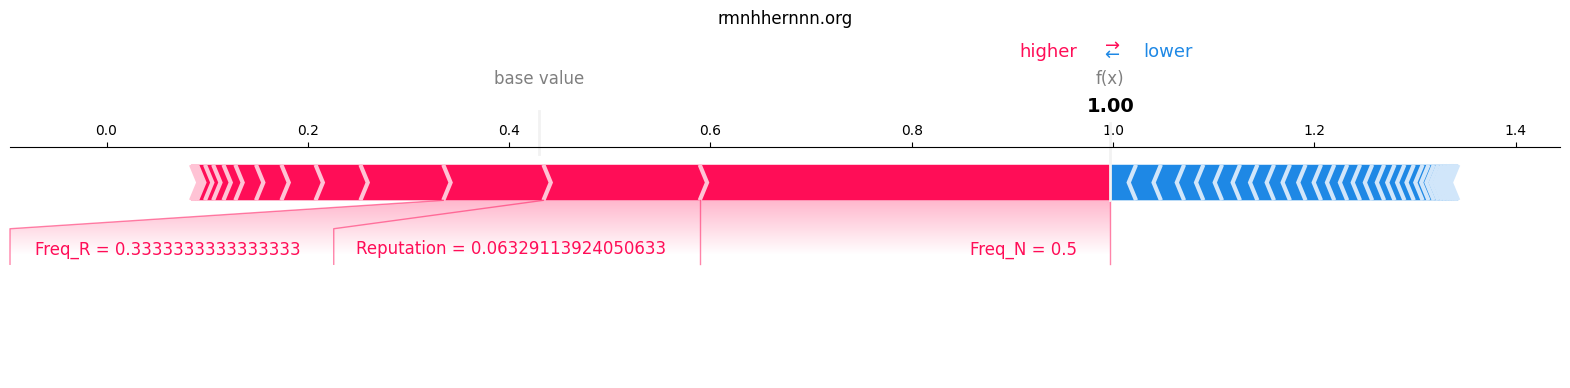 rmnhhernnn.org
higher → ← lower
base value f(x)
1.00
0.0 0.2 0.4 0.6 0.8 1.0 1.2 1.4
Freq_R = 0.3333333333333333 Reputation = 0.06329113924050633 Freq_N = 0.5